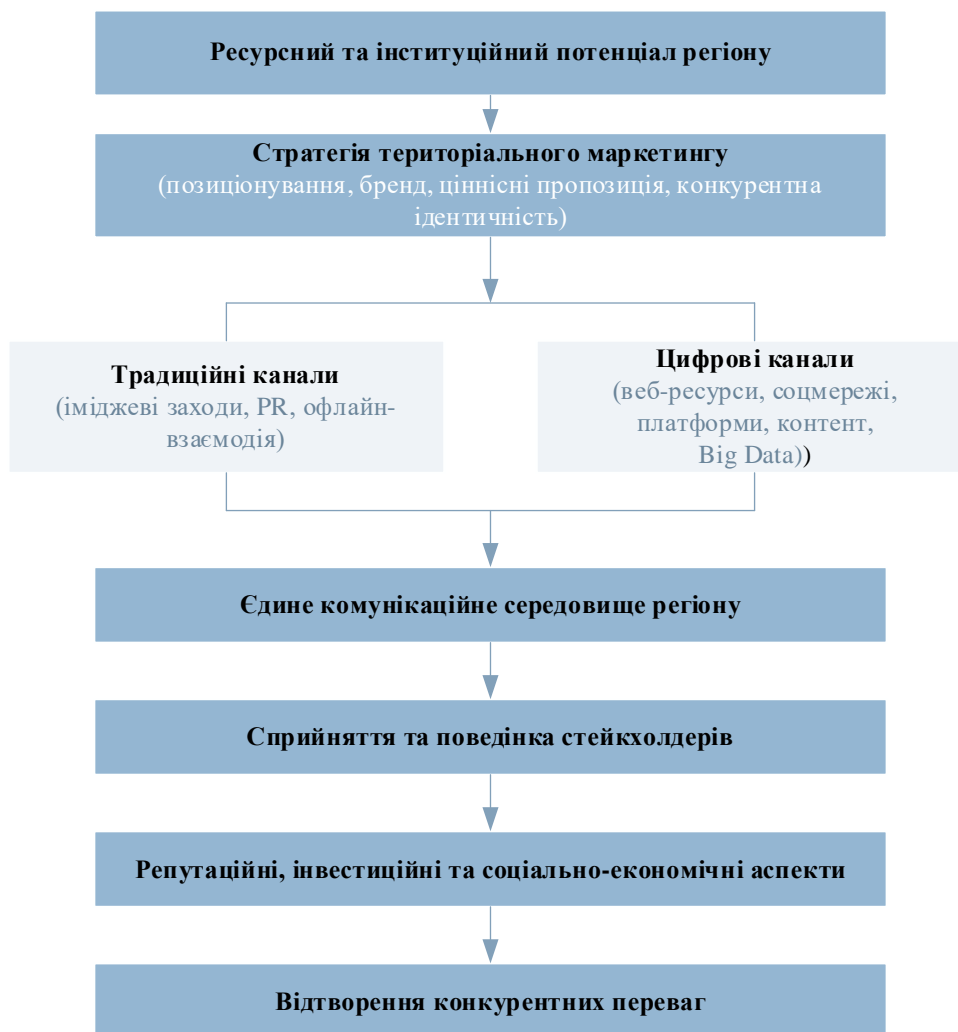 Ресурсний та інституційний потенціал регіону
Стратегія територіального маркетингу
(позиціонування, бренд, ціннісні пропозиція, конкурентна
ідентичність)
Традиційні канали
(іміджеві заходи, PR, офлайн-
взаємодія)
Цифрові канали
(веб-ресурси, соцмережі,
платформи, контент,
Big Data))
Єдине комунікаційне середовище регіону
Сприйняття та поведінка стейкхолдерів
Репутаційні, інвестиційні та соціально-економічні аспекти
Відтворення конкурентних переваг